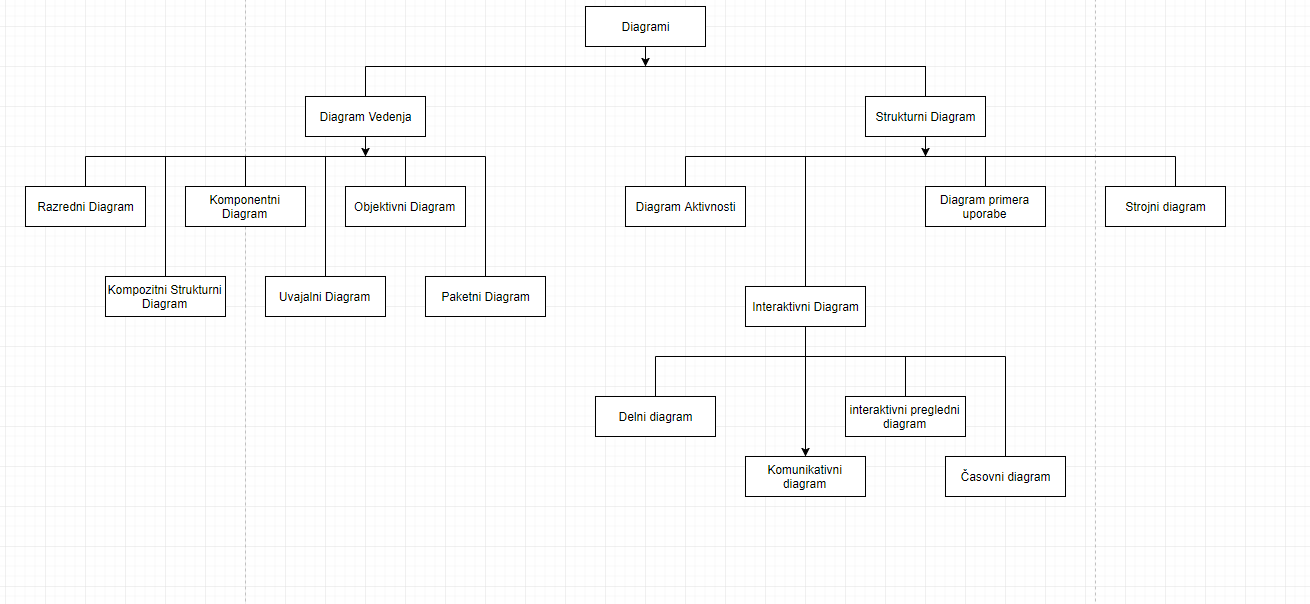 Diagrami
Diagram Vedenja
Strukturni Diagram
Razredni Diagram
Komponentni
Diagram
Objektivni Diagram
Diagram Aktivnosti
Diagram primera
uporabe
Strojni diagram
Kompozitni Strukturni
Diagram
Uvajalni Diagram
Paketni Diagram
Interaktivni Diagram
Delni diagram
interaktivni pregledni
diagram
Komunikativni
diagram
Časovni diagram